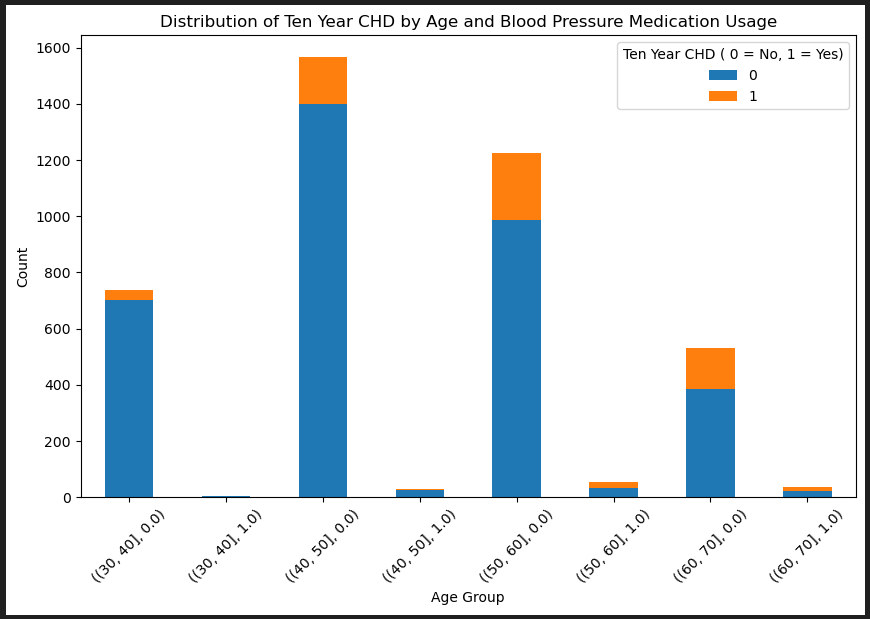 Distribution of Ten Year CHD by Age and Blood Pressure Medication Usage
Ten Year CHD ( 0 = No, 1 = Yes)
0
1
Count
1600
1400
1200
1000
800
600
400
200
0
((30, 40], 0.0)
((30, 40], 1.0)
((40, 50], 0.0)
((40, 50], 1.0)
((50, 60], 0.0)
((50, 60], 1.0)
((60, 70], 0.0)
((60, 70], 1.0)
Age Group